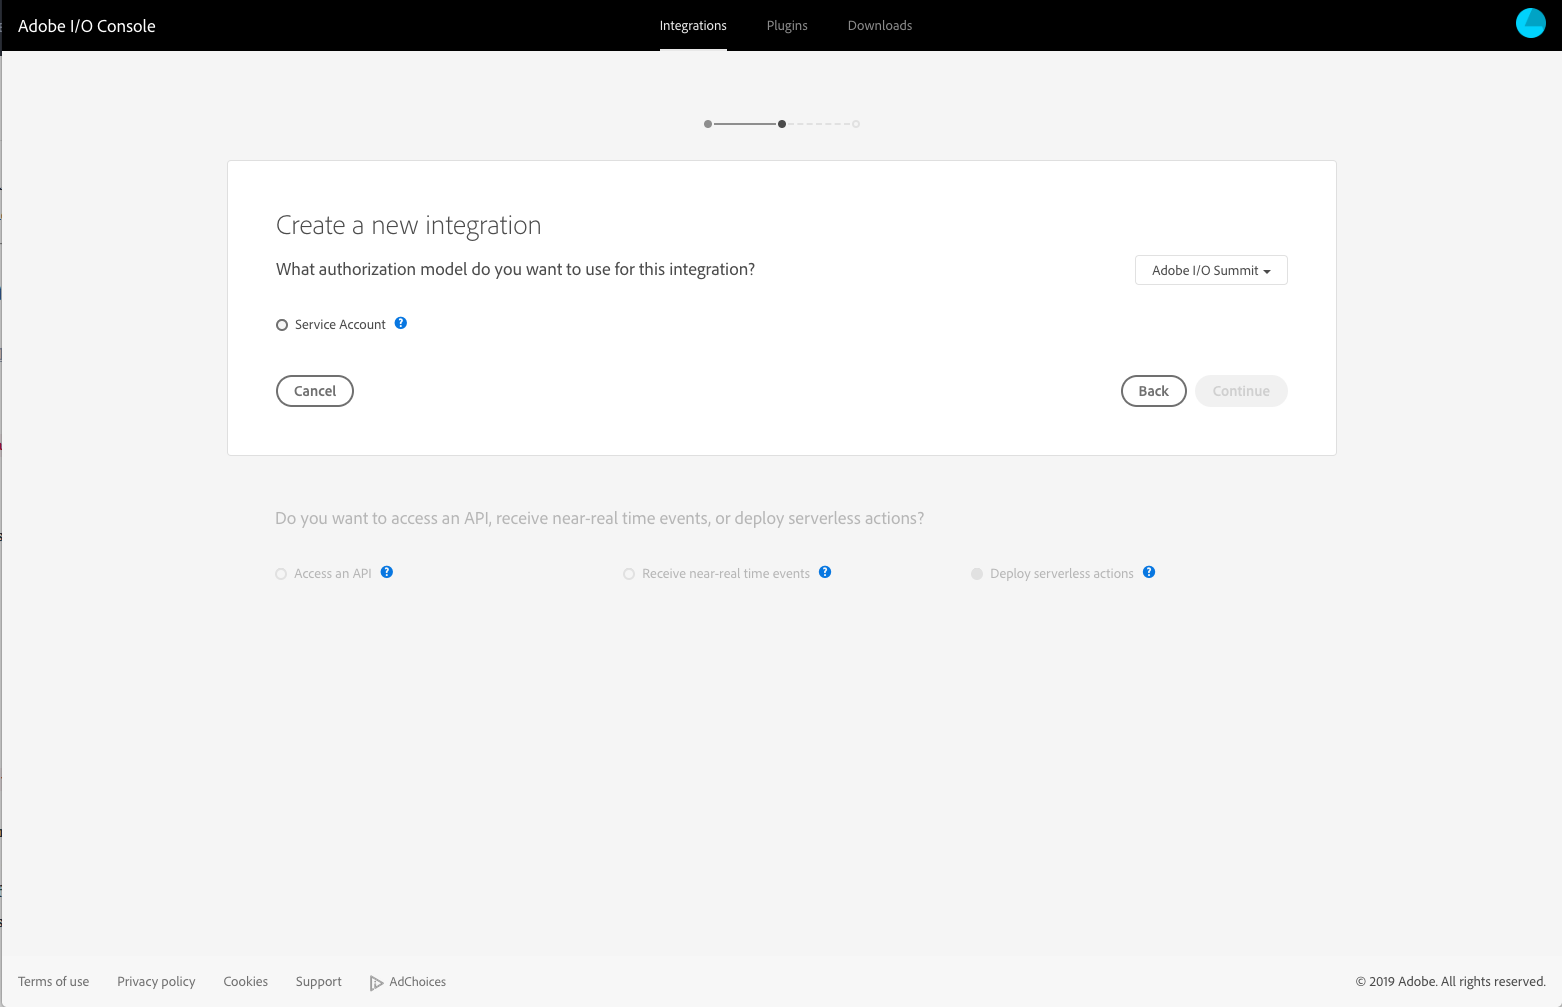 Adobe I/O Console
Integrations Plugins Downloads
Create a new integration
What authorization model do you want to use for this integration?
Adobe I/O Summit
Service Account ?
Cancel
Back Continue
Do you want to access an API, receive near-real time events, or deploy serverless actions?
Access an API ? Receive near-real time events ? Deploy serverless actions ?
Terms of use Privacy policy Cookies Support AdChoices © 2019 Adobe. All rights reserved.